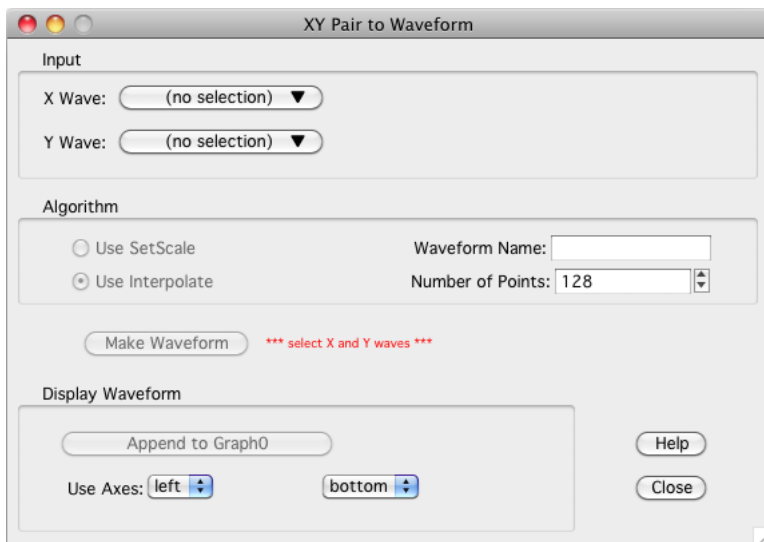 XY Pair to Waveform
Input
X Wave: (no selection)
Y Wave: (no selection)
Algorithm
Use SetScale Waveform Name:
Use Interpolate Number of Points: 128
Make Waveform *** select X and Y waves ***
Display Waveform
Append to Graph0 Help
Use Axes: left bottom Close